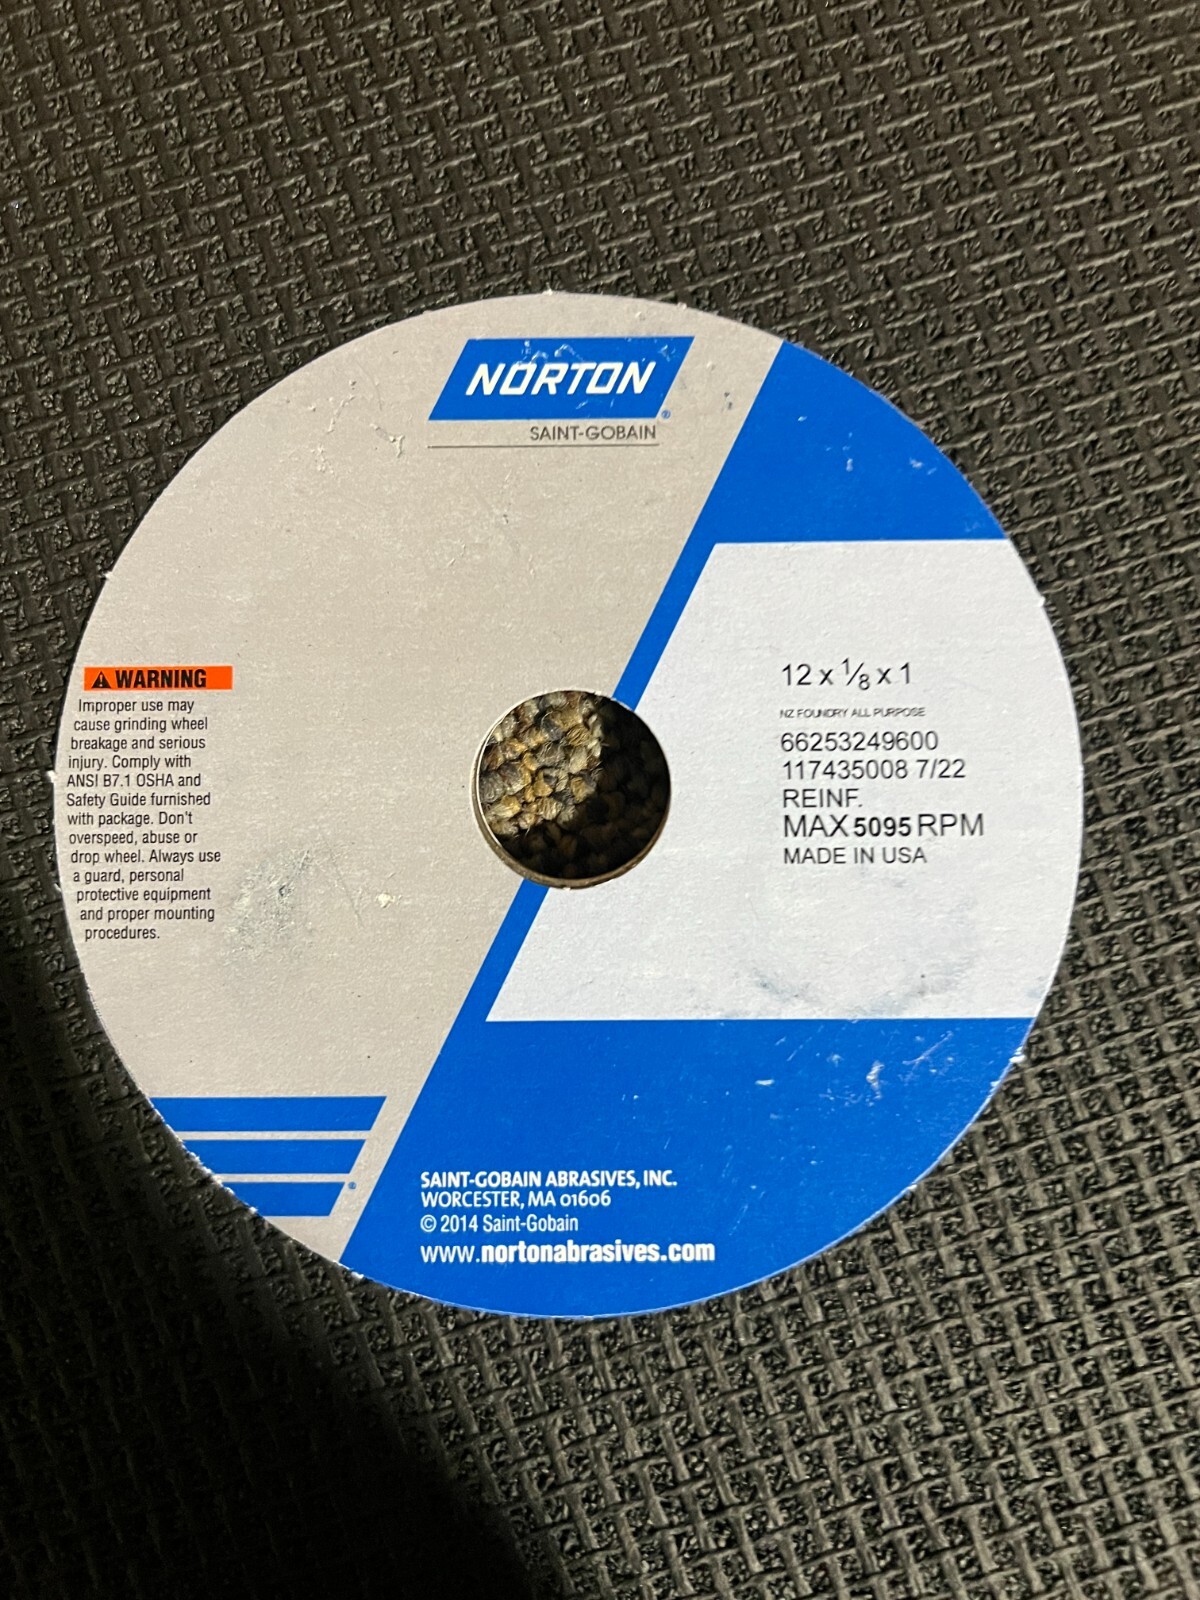 NORTON®
SAINT-GOBAIN
⚠ WARNING
Improper use may
cause grinding wheel
breakage and serious
injury. Comply with
ANSI B7.1 OSHA and
Safety Guide furnished
with package. Don't
overspeed, abuse or
drop wheel. Always use
a guard, personal
protective equipment
and proper mounting
procedures.
12 x 1/8 x 1
NZ FOUNDRY ALL PURPOSE
66253249600
117435008 7/22
REINF.
MAX 5095 RPM
MADE IN USA
®
SAINT-GOBAIN ABRASIVES, INC.
WORCESTER, MA 01606
© 2014 Saint-Gobain
www.nortonabrasives.com